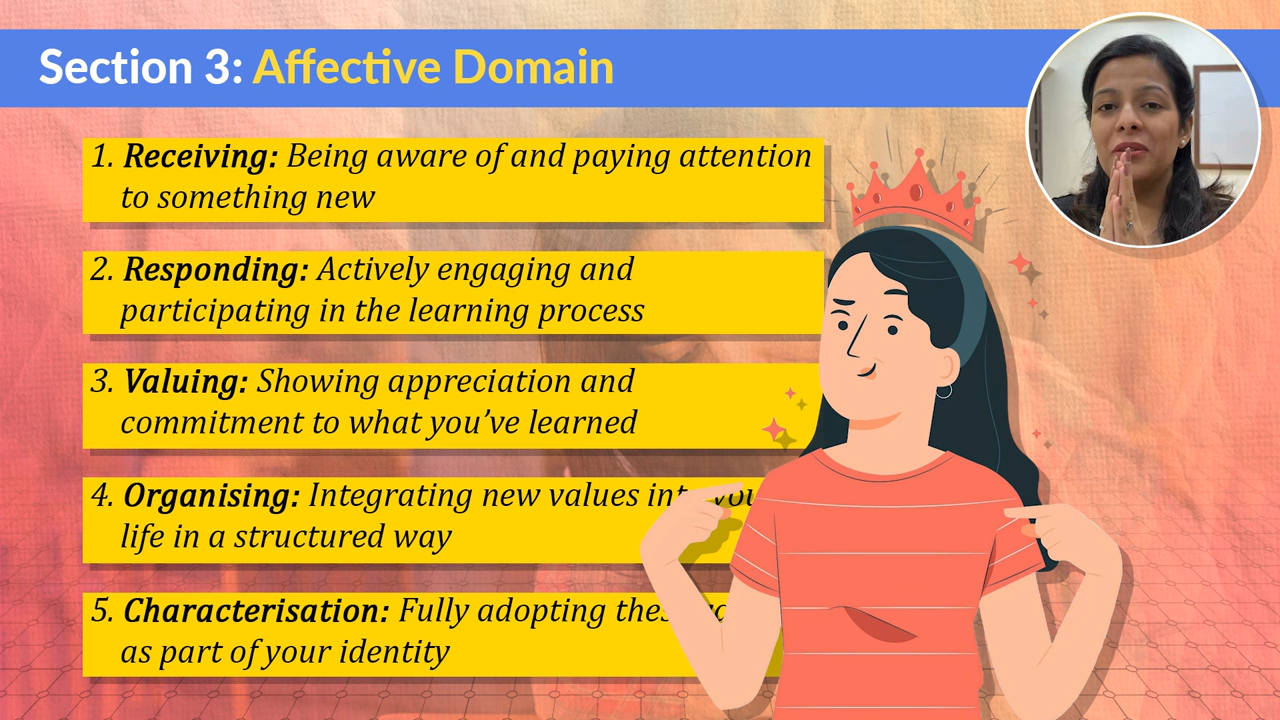 Section 3: Affective Domain
1. Receiving: Being aware of and paying attention
to something new
2. Responding: Actively engaging and
participating in the learning process
3. Valuing: Showing appreciation and
commitment to what you’ve learned
4. Organising: Integrating new values
life in a structured way
5. Characterisation: Fully adopting
as part of your identity